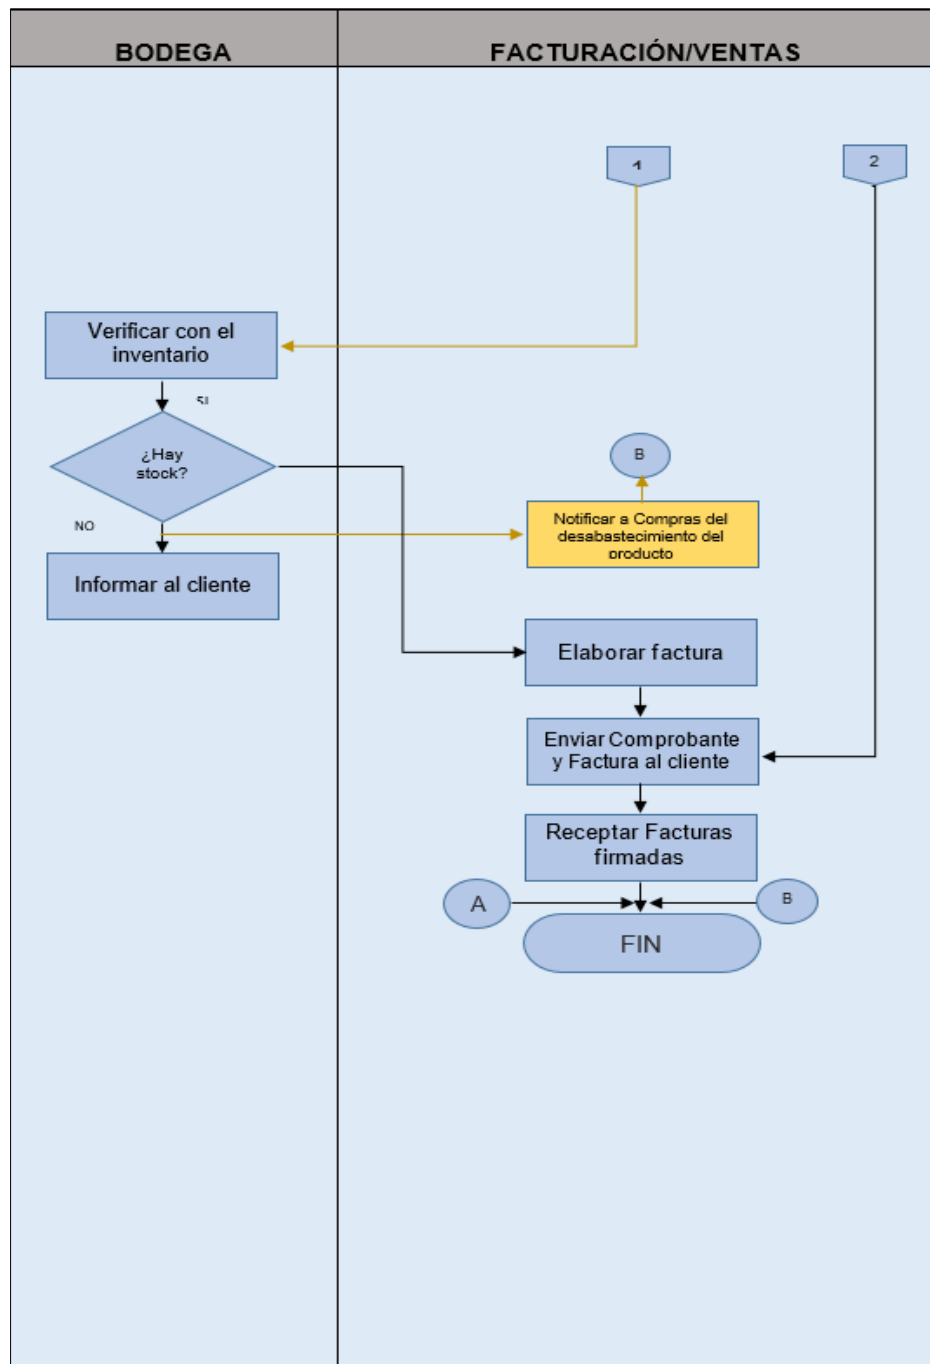 BODEGA
FACTURACIÓN/VENTAS
1
2
Verificar con el
inventario
SI
¿Hay
stock?
B
NO
Notificar a Compras del
desabastecimiento del
producto
Informar al cliente
Elaborar factura
Enviar Comprobante
y Factura al cliente
Receptar Facturas
firmadas
A
B
FIN